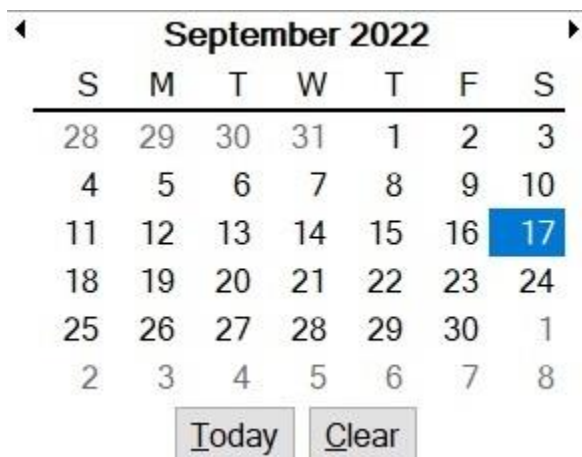 September 2022
S M T W T F S
28 29 30 31 1 2 3
4 5 6 7 8 9 10
11 12 13 14 15 16 17
18 19 20 21 22 23 24
25 26 27 28 29 30 1
2 3 4 5 6 7 8
Today Clear